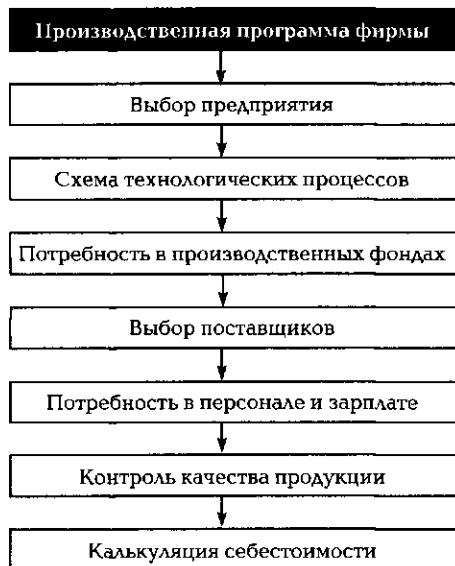 Производственная программа фирмы
Выбор предприятия
Схема технологических процессов
Потребность в производственных фондах
Выбор поставщиков
Потребность в персонале и зарплате
Контроль качества продукции
Калькуляция себестоимости